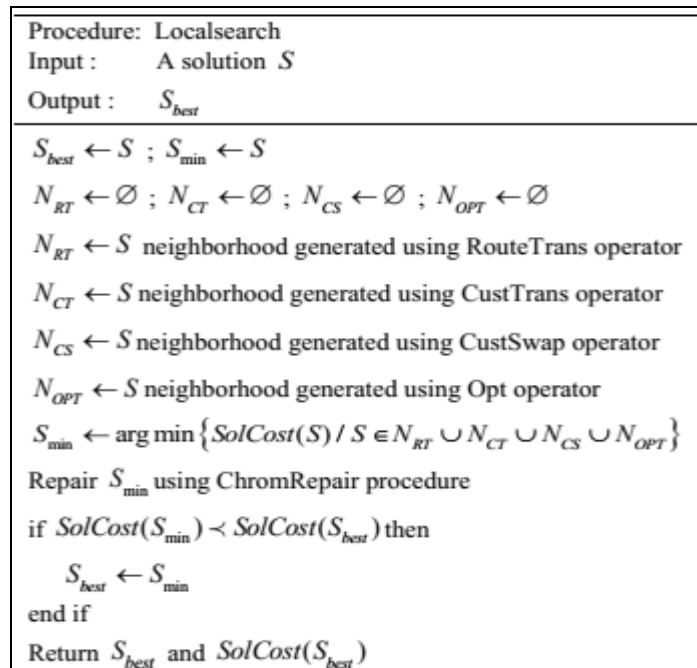 Procedure: Localsearch
Input : A solution S
Output : S_best
S_best ← S ; S_min ← S
N_RT ← ∅ ; N_CT ← ∅ ; N_CS ← ∅ ; N_OPT ← ∅
N_RT ← S neighborhood generated using RouteTrans operator
N_CT ← S neighborhood generated using CustTrans operator
N_CS ← S neighborhood generated using CustSwap operator
N_OPT ← S neighborhood generated using Opt operator
S_min ← arg min {SolCost(S) / S ∈ N_RT ∪ N_CT ∪ N_CS ∪ N_OPT}
Repair S_min using ChromRepair procedure
if SolCost(S_min) ≺ SolCost(S_best) then
S_best ← S_min
end if
Return S_best and SolCost(S_best)